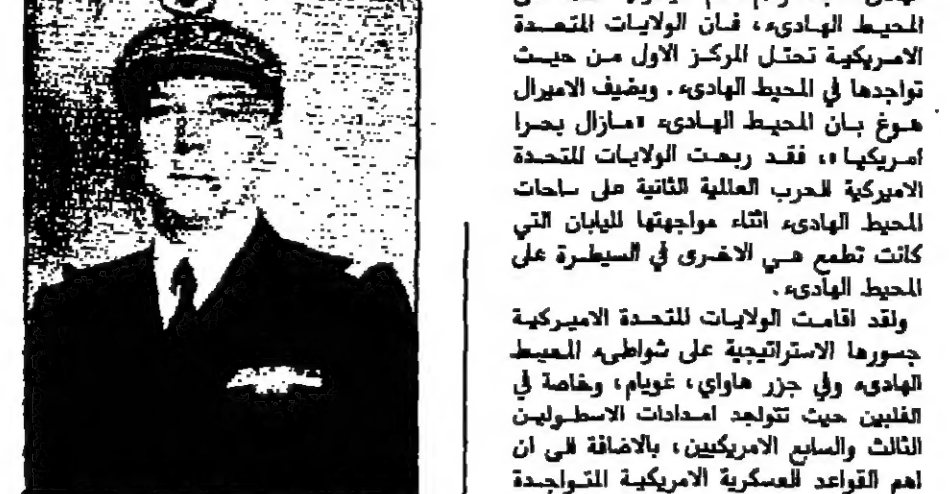 المحيط الهادىء، فان الولايات المتحدة
الامريكية تحتل المركز الاول من حيث
تواجدها في المحيط الهادىء. ويضيف الاميرال
هوغ بان المحيط الهادىء «مازال بحرا
امريكيا»، فقد ربحت الولايات المتحدة
الاميركية الحرب العالمية الثانية على ساحات
المحيط الهادىء اثناء مواجهتها لليابان التي
كانت تطمع هي الاخرى في السيطرة على
المحيط الهادىء.
ولقد اقامت الولايات المتحدة الاميركية
جسورها الاستراتيجية على شواطىء المحيط
الهادىء وفي جزر هاواي، غويام، وخاصة في
الفلبين حيث تتواجد امدادات الاسطولين
الثالث والسابع الامريكيين، بالاضافة الى ان
اهم القواعد العسكرية الامريكية المتواجدة